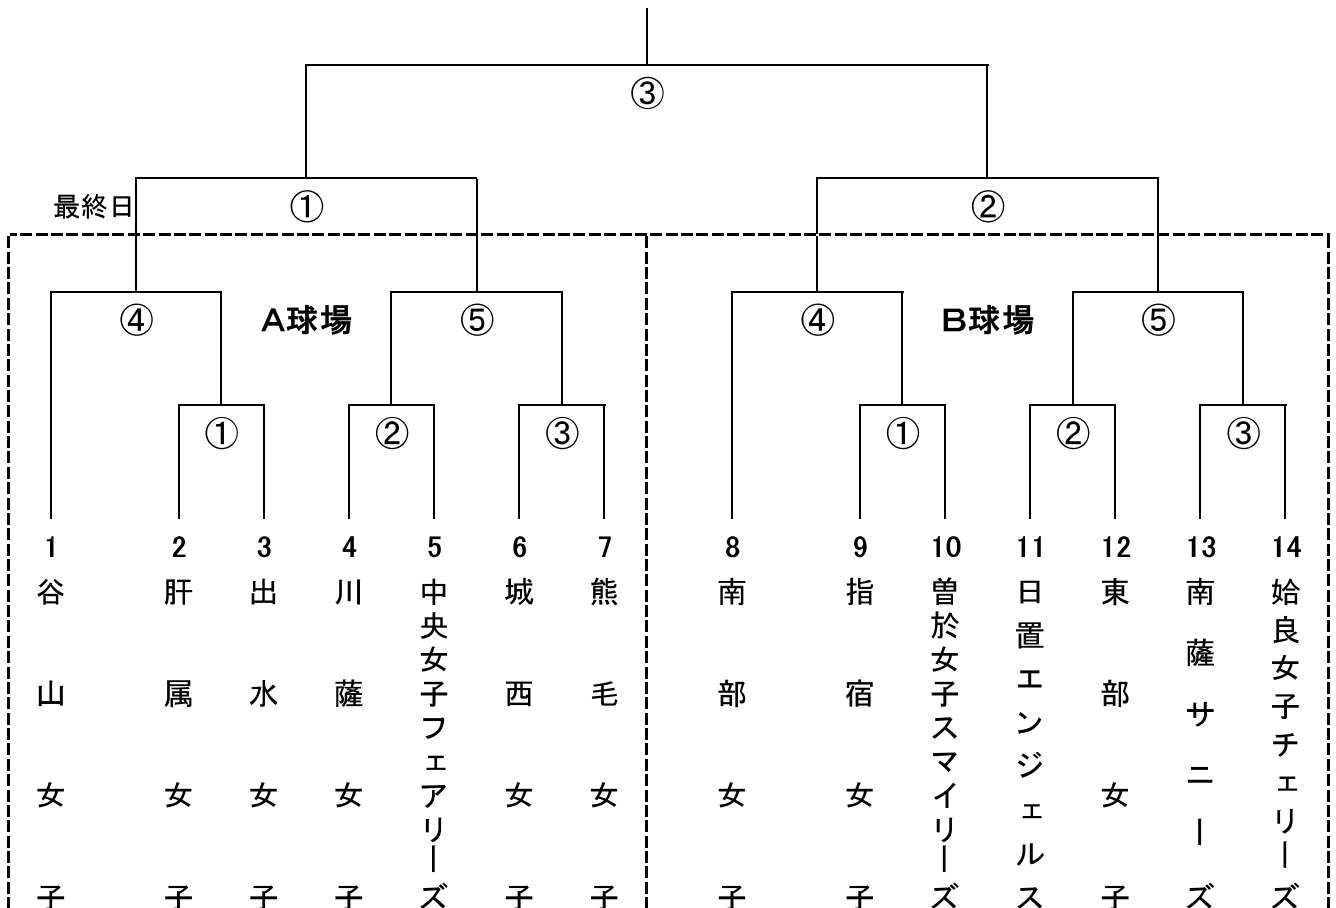 ③
最終日
①
②
④
A球場
⑤
④
B球場
⑤
①
②
③
①
②
③
1
2
3
4
5
6
7
8
9
10
11
12
13
14
谷山女子
肝属女子
出水女子
川薩女子
中央女子フェアリーズ
城西女子
熊毛女子
南部女子
指宿女子
曽於女子スマイリーズ
日置エンジェルス
東部女子
南薩サニーズ
姶良女子チェリーズ